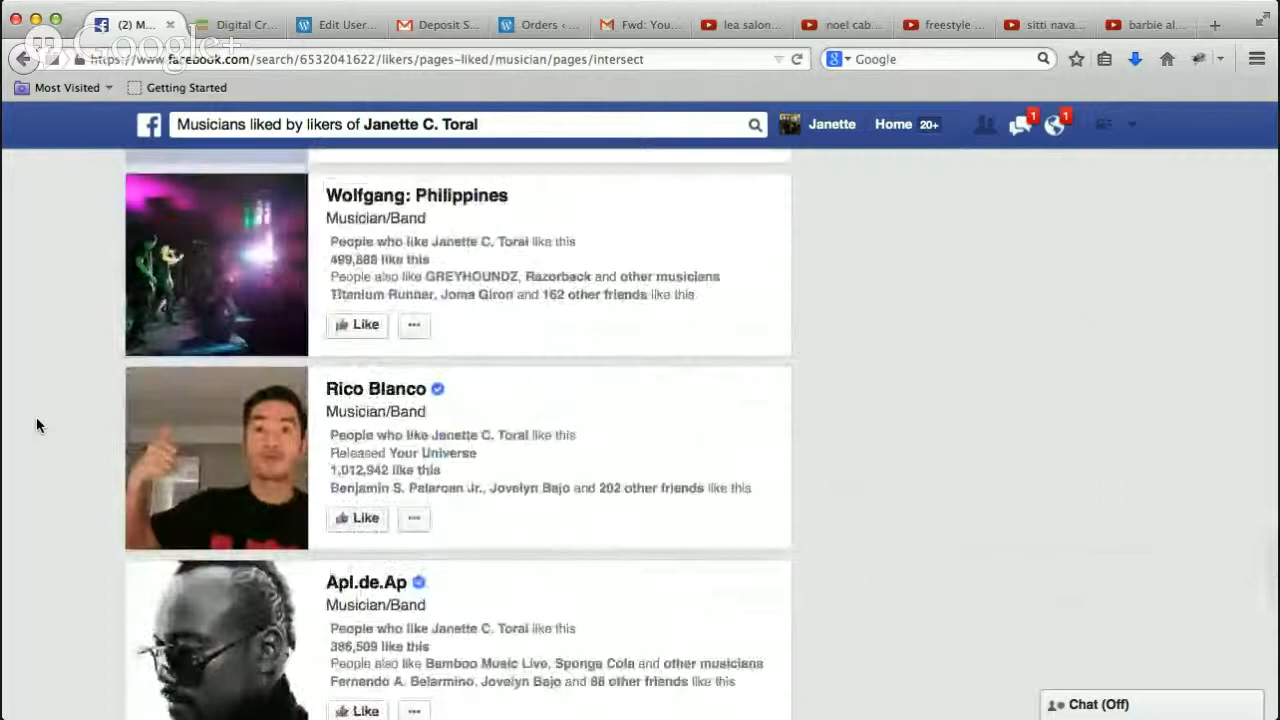 (2) M...
Digital Cr...
Edit User...
Deposit S...
Orders ‹ ...
Fwd: You...
lea salon...
noel cab...
freestyle ...
sitti nava...
barbie al...
Google+
https://www.facebook.com/search/6532041622/likers/pages-liked/musician/pages/intersect
Google
Most Visited
Getting Started
Musicians liked by likers of Janette C. Toral
Janette
Home 20+
1
1
Wolfgang: Philippines
Musician/Band
People who like Janette C. Toral like this
499,888 like this
People also like GREYHOUNDZ, Razorback and other musicians
Titanium Runner, Joma Giron and 162 other friends like this.
Like
Rico Blanco
Musician/Band
People who like Janette C. Toral like this
Released Your Universe
1,012,942 like this
Benjamin S. Palarcan Jr., Jovelyn Bajo and 202 other friends like this
Like
Apl.de.Ap
Musician/Band
People who like Janette C. Toral like this
386,509 like this
People also like Bamboo Music Live, Sponge Cola and other musicians
Fernando A. Belarmino, Jovelyn Bajo and 88 other friends like this
Like
Chat (Off)